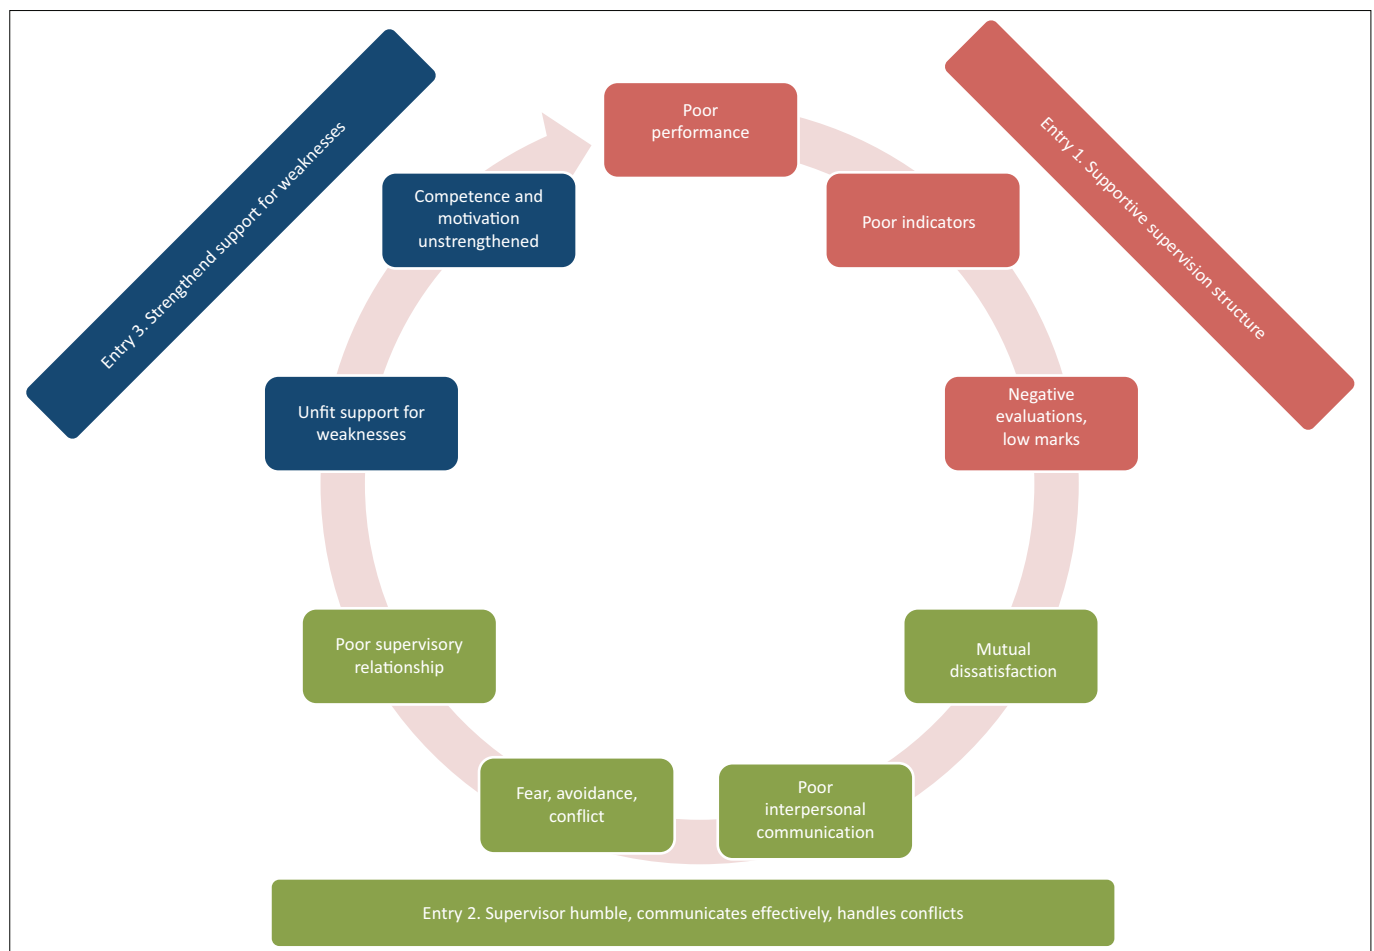 Poor
performance
Poor indicators
Negative
evaluations,
low marks
Mutual
dissatisfaction
Poor
interpersonal
communication
Fear, avoidance,
conflict
Poor supervisory
relationship
Unfit support for
weaknesses
Competence and
motivation
unstrengthened
Entry 1. Supportive supervision structure
Entry 2. Supervisor humble, communicates effectively, handles conflicts
Entry 3. Strengthend support for weaknesses